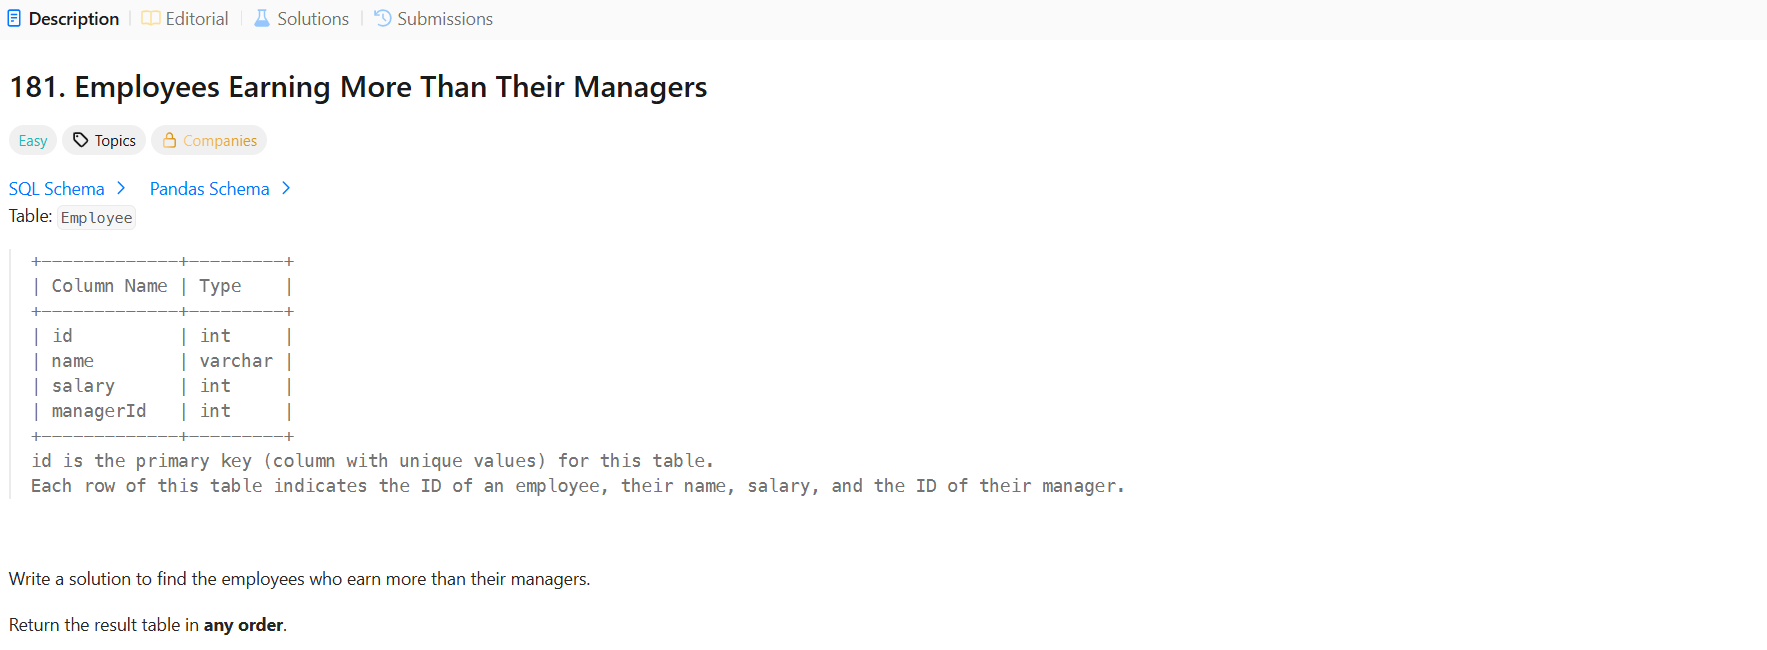 Description Editorial Solutions Submissions
181. Employees Earning More Than Their Managers
Easy Topics Companies
SQL Schema > Pandas Schema >
Table: Employee
+-------------+---------+
| Column Name | Type    |
+-------------+---------+
| id          | int     |
| name        | varchar |
| salary      | int     |
| managerId   | int     |
+-------------+---------+
id is the primary key (column with unique values) for this table.
Each row of this table indicates the ID of an employee, their name, salary, and the ID of their manager.
Write a solution to find the employees who earn more than their managers.
Return the result table in any order.